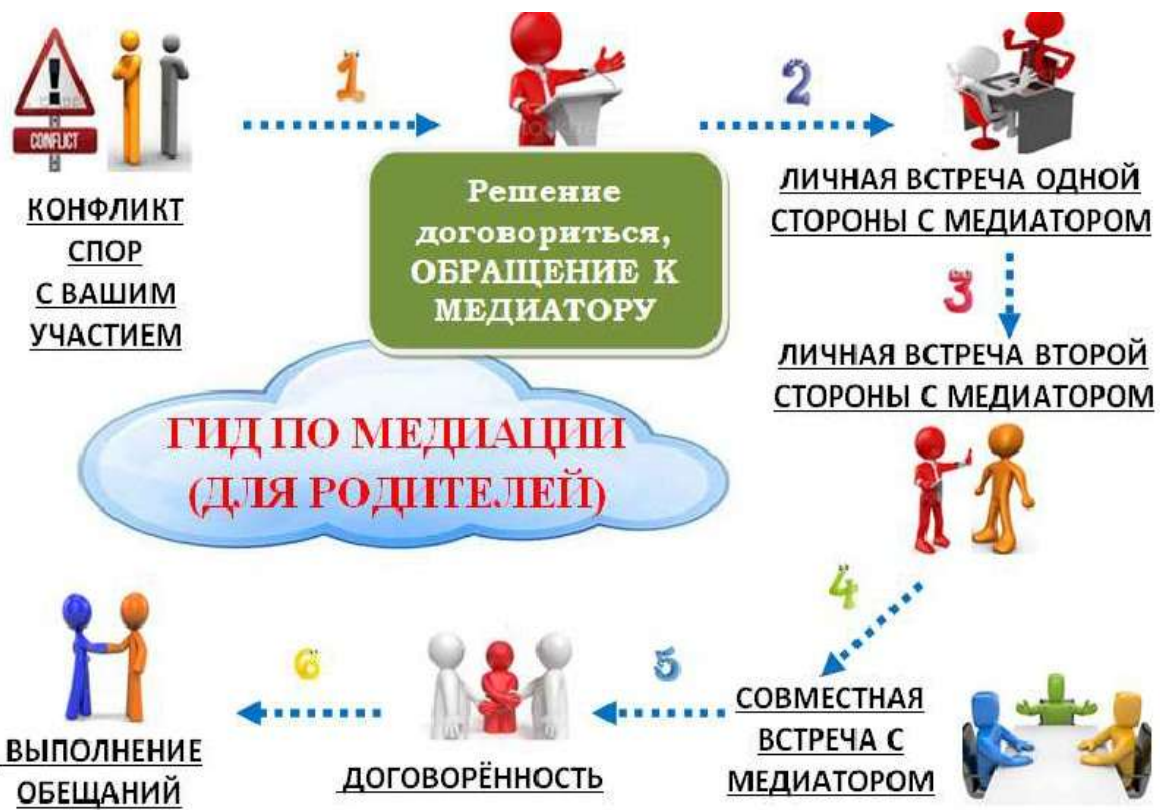 CONFLICT
КОНФЛИКТ
СПОР
С ВАШИМ
УЧАСТИЕМ
1
Решение
договориться,
ОБРАЩЕНИЕ К
МЕДИАТОРУ
2
ЛИЧНАЯ ВСТРЕЧА ОДНОЙ
СТОРОНЫ С МЕДИАТОРОМ
3
ЛИЧНАЯ ВСТРЕЧА ВТОРОЙ
СТОРОНЫ С МЕДИАТОРОМ
ГИД ПО МЕДИАЦИИ
(ДЛЯ РОДИТЕЛЕЙ)
4
СОВМЕСТНАЯ
ВСТРЕЧА С
МЕДИАТОРОМ
5
ДОГОВОРЁННОСТЬ
6
ВЫПОЛНЕНИЕ
ОБЕЩАНИЙ